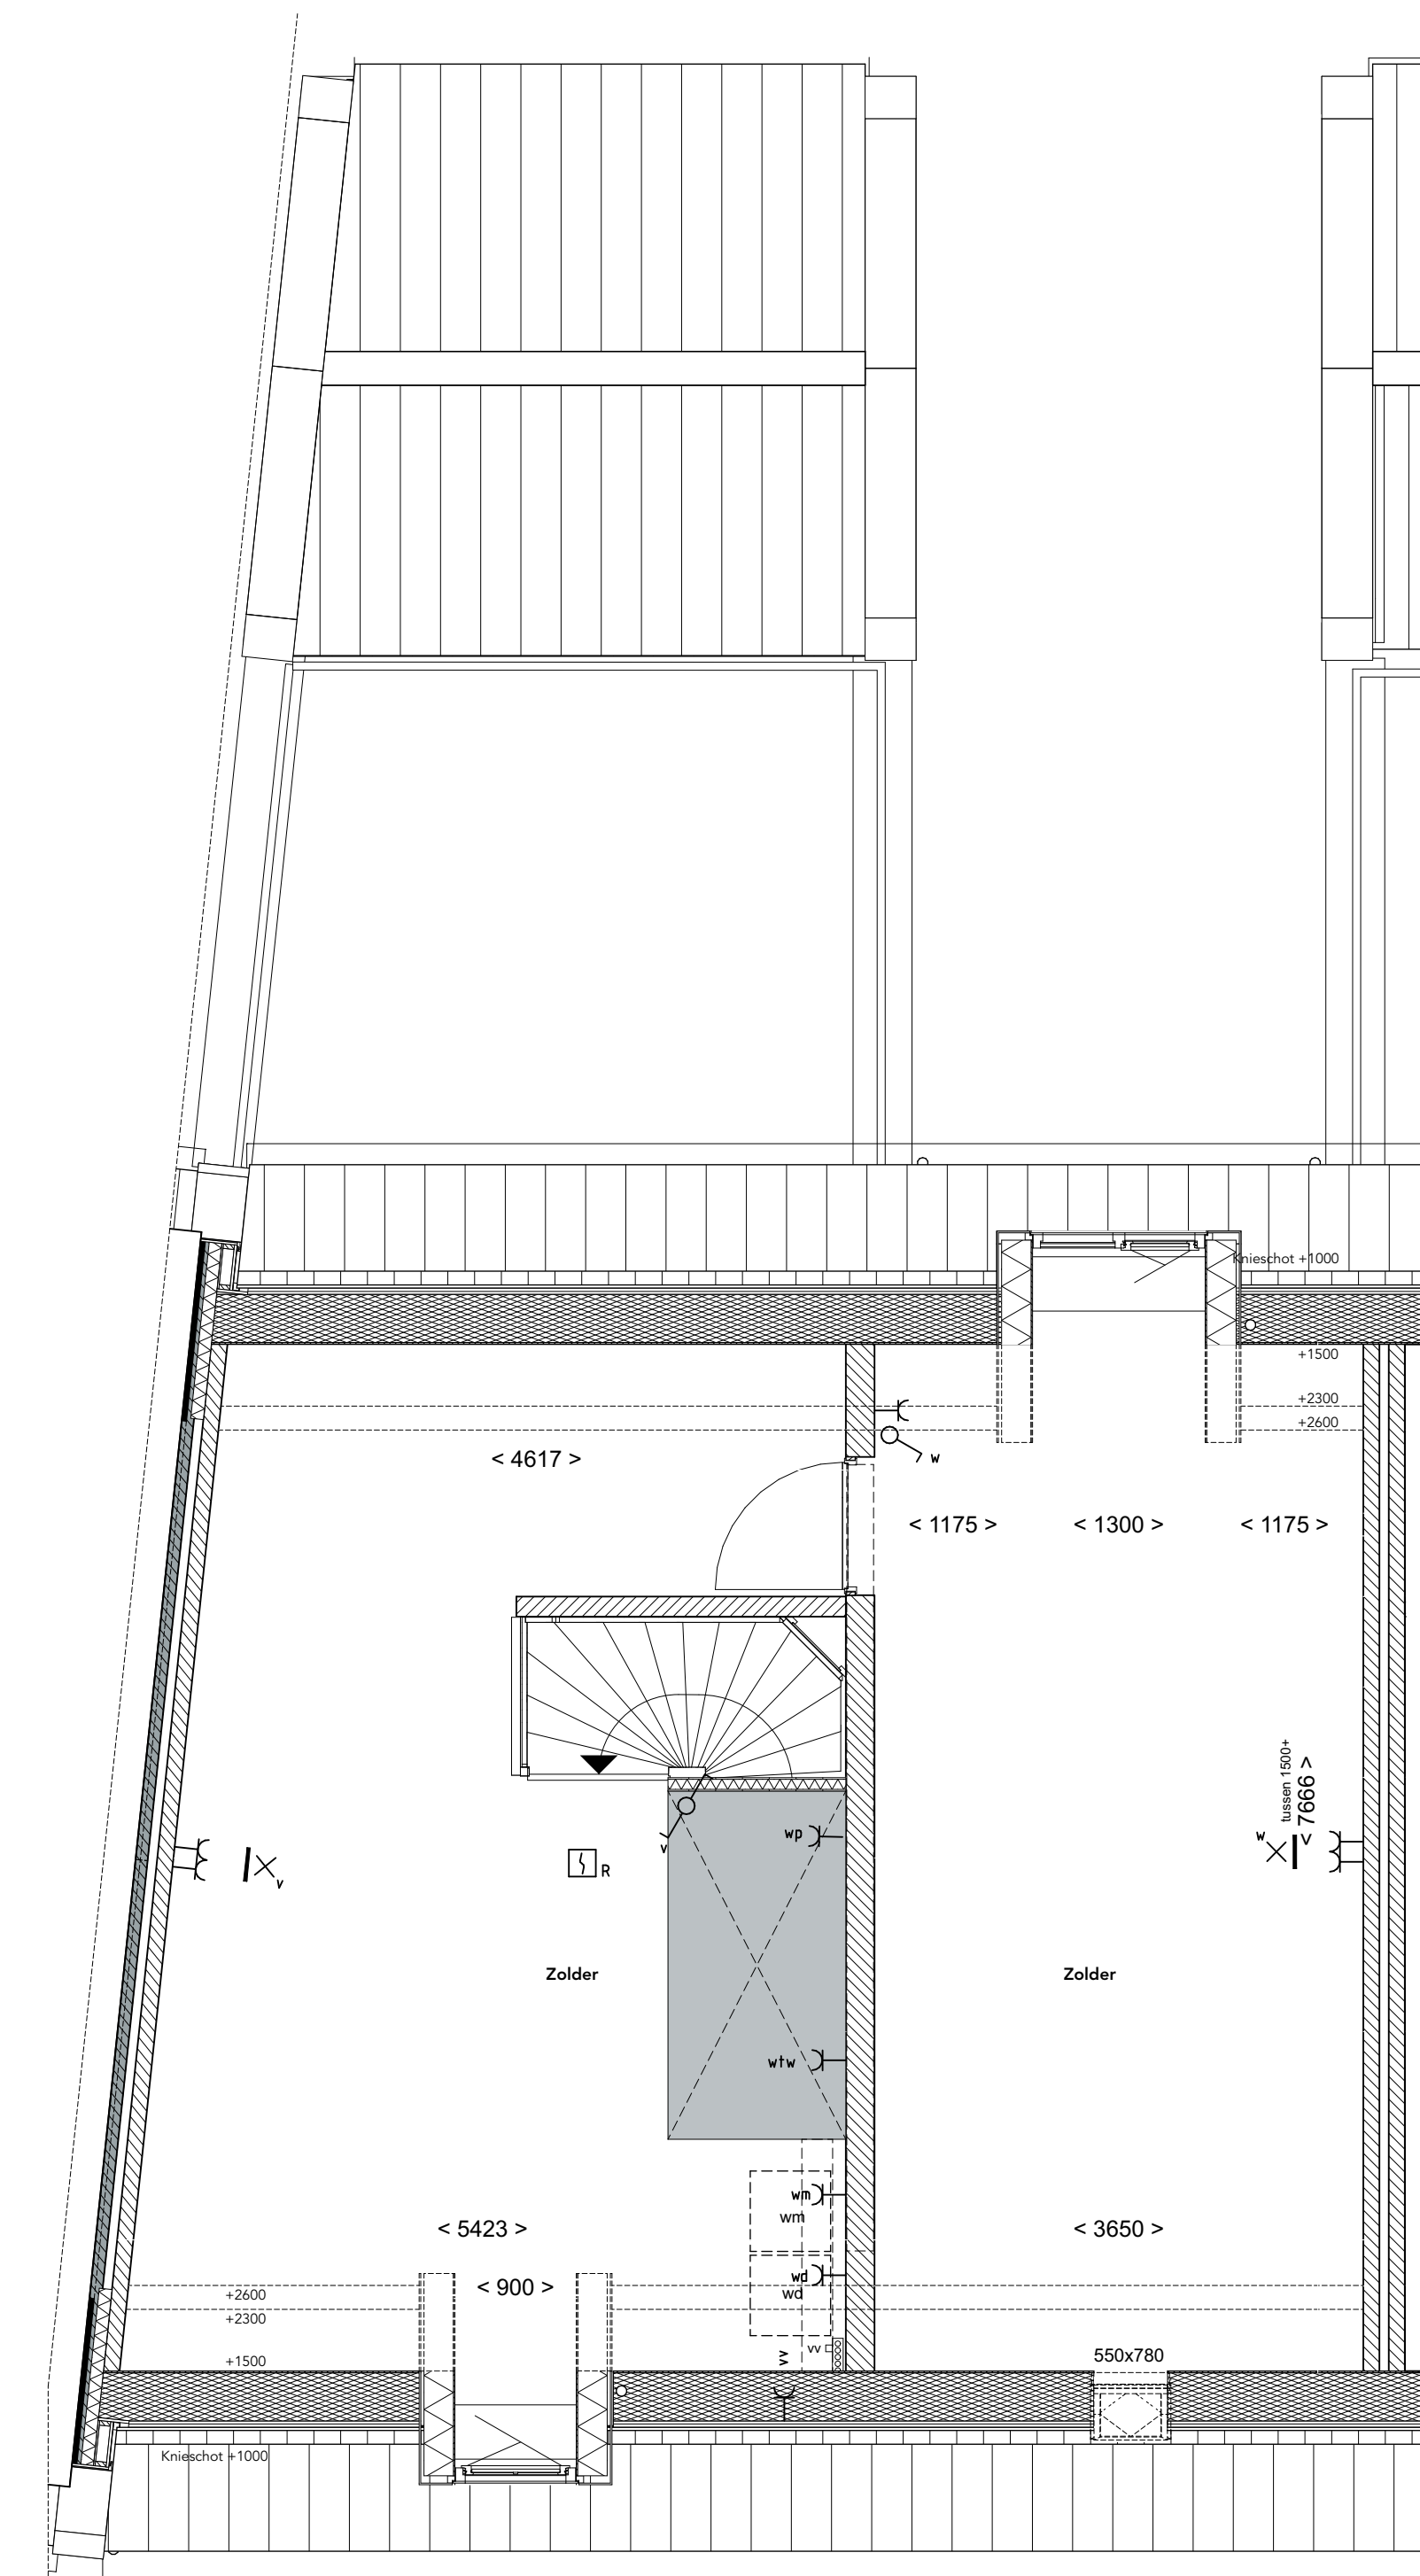 Knieschot +1000
+1500
+2300
+2600
< 4617 >
w
< 1175 >
< 1300 >
< 1175 >
tussen 1500+
< 7666 >
wp
v
w
R
v
Zolder
Zolder
wtw
wm
wm
< 5423 >
< 3650 >
wd
wd
< 900 >
+2600
+2300
vv
vv
550x780
+1500
Knieschot +1000